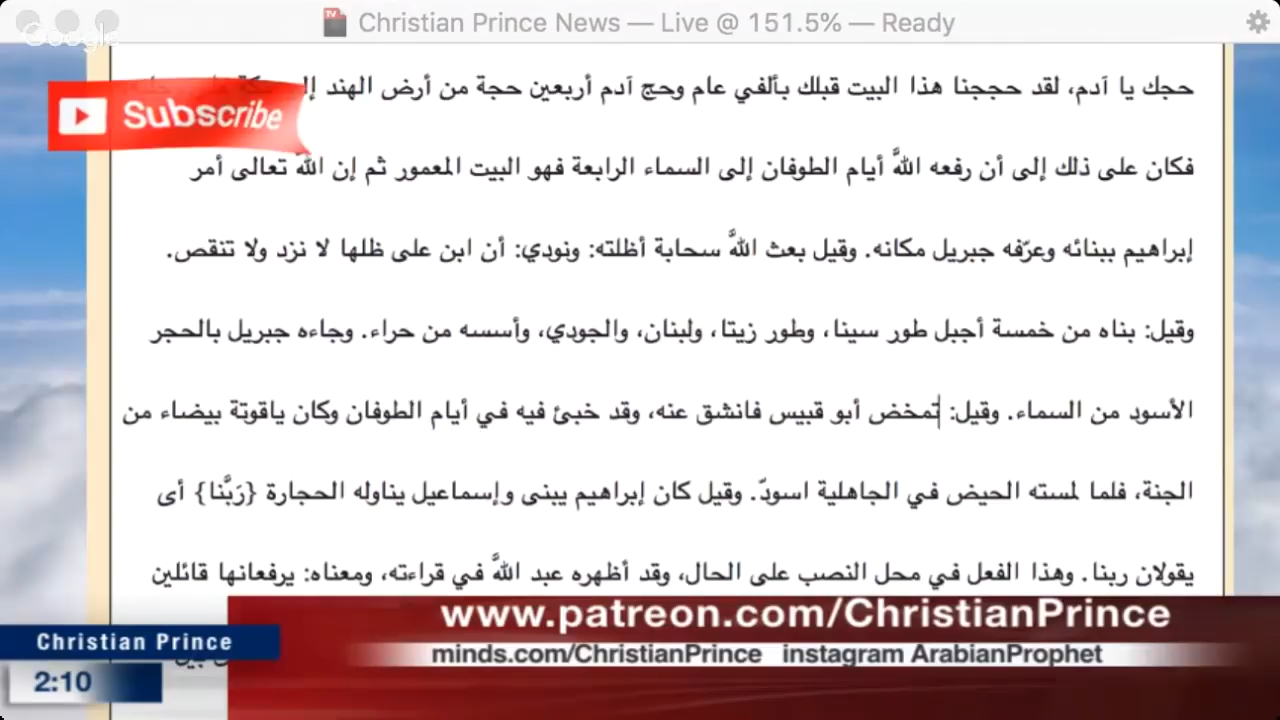 Christian Prince News — Live @ 151.5% — Ready
Google
حجك يا آدم، لقد حججنا هذا البيت قبلك بألفي عام وحج آدم أربعين حجة من أرض الهند
Subscribe
فكان على ذلك إلى أن رفعه اللَّه أيام الطوفان إلى السماء الرابعة فهو البيت المعمور ثم إن اللَّه تعالى أمر
إبراهيم ببنائه وعرّفه جبريل مكانه. وقيل بعث اللَّه سحابة أظلته: ونودي: أن ابن على ظلها لا نزد ولا تنقص.
وقيل: بناه من خمسة أجبل طور سينا، وطور زيتا، ولبنان، والجودي، وأسسه من حراء. وجاءه جبريل بالحجر
الأسود من السماء. وقيل: تمخض أبو قبيس فانشق عنه، وقد خبئ فيه في أيام الطوفان وكان ياقوتة بيضاء من
الجنة، فلما لمسته الحيض في الجاهلية اسودّ. وقيل كان إبراهيم يبنى وإسماعيل يناوله الحجارة {رَبَّنا} أى
يقولان ربنا. وهذا الفعل في محل النصب على الحال، وقد أظهره عبد اللَّه في قراءته، ومعناه: يرفعانها قائلين
www.patreon.com/ChristianPrince
Christian Prince
minds.com/ChristianPrince instagram ArabianProphet
2:10